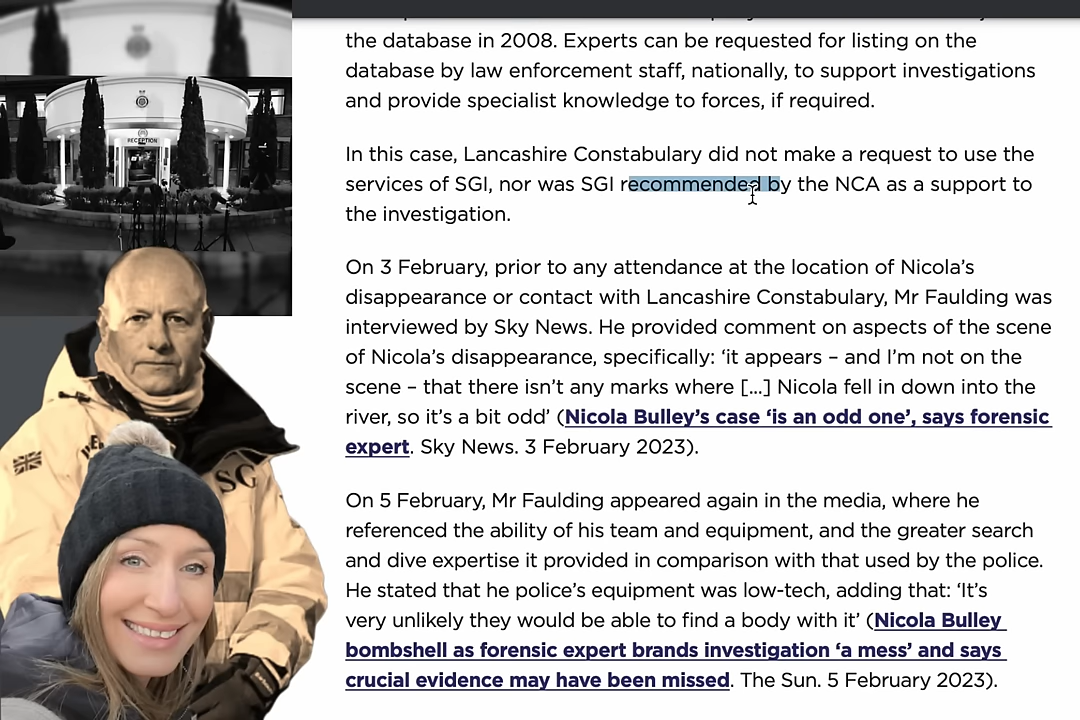 RECEPTION
SG
the database in 2008. Experts can be requested for listing on the
database by law enforcement staff, nationally, to support investigations
and provide specialist knowledge to forces, if required.
In this case, Lancashire Constabulary did not make a request to use the
services of SGI, nor was SGI recommended by the NCA as a support to
the investigation.
On 3 February, prior to any attendance at the location of Nicola’s
disappearance or contact with Lancashire Constabulary, Mr Faulding was
interviewed by Sky News. He provided comment on aspects of the scene
of Nicola’s disappearance, specifically: ‘it appears – and I’m not on the
scene – that there isn’t any marks where [...] Nicola fell in down into the
river, so it’s a bit odd’ (Nicola Bulley’s case ‘is an odd one’, says forensic
expert. Sky News. 3 February 2023).
On 5 February, Mr Faulding appeared again in the media, where he
referenced the ability of his team and equipment, and the greater search
and dive expertise it provided in comparison with that used by the police.
He stated that he police’s equipment was low-tech, adding that: ‘It’s
very unlikely they would be able to find a body with it’ (Nicola Bulley
bombshell as forensic expert brands investigation ‘a mess’ and says
crucial evidence may have been missed. The Sun. 5 February 2023).